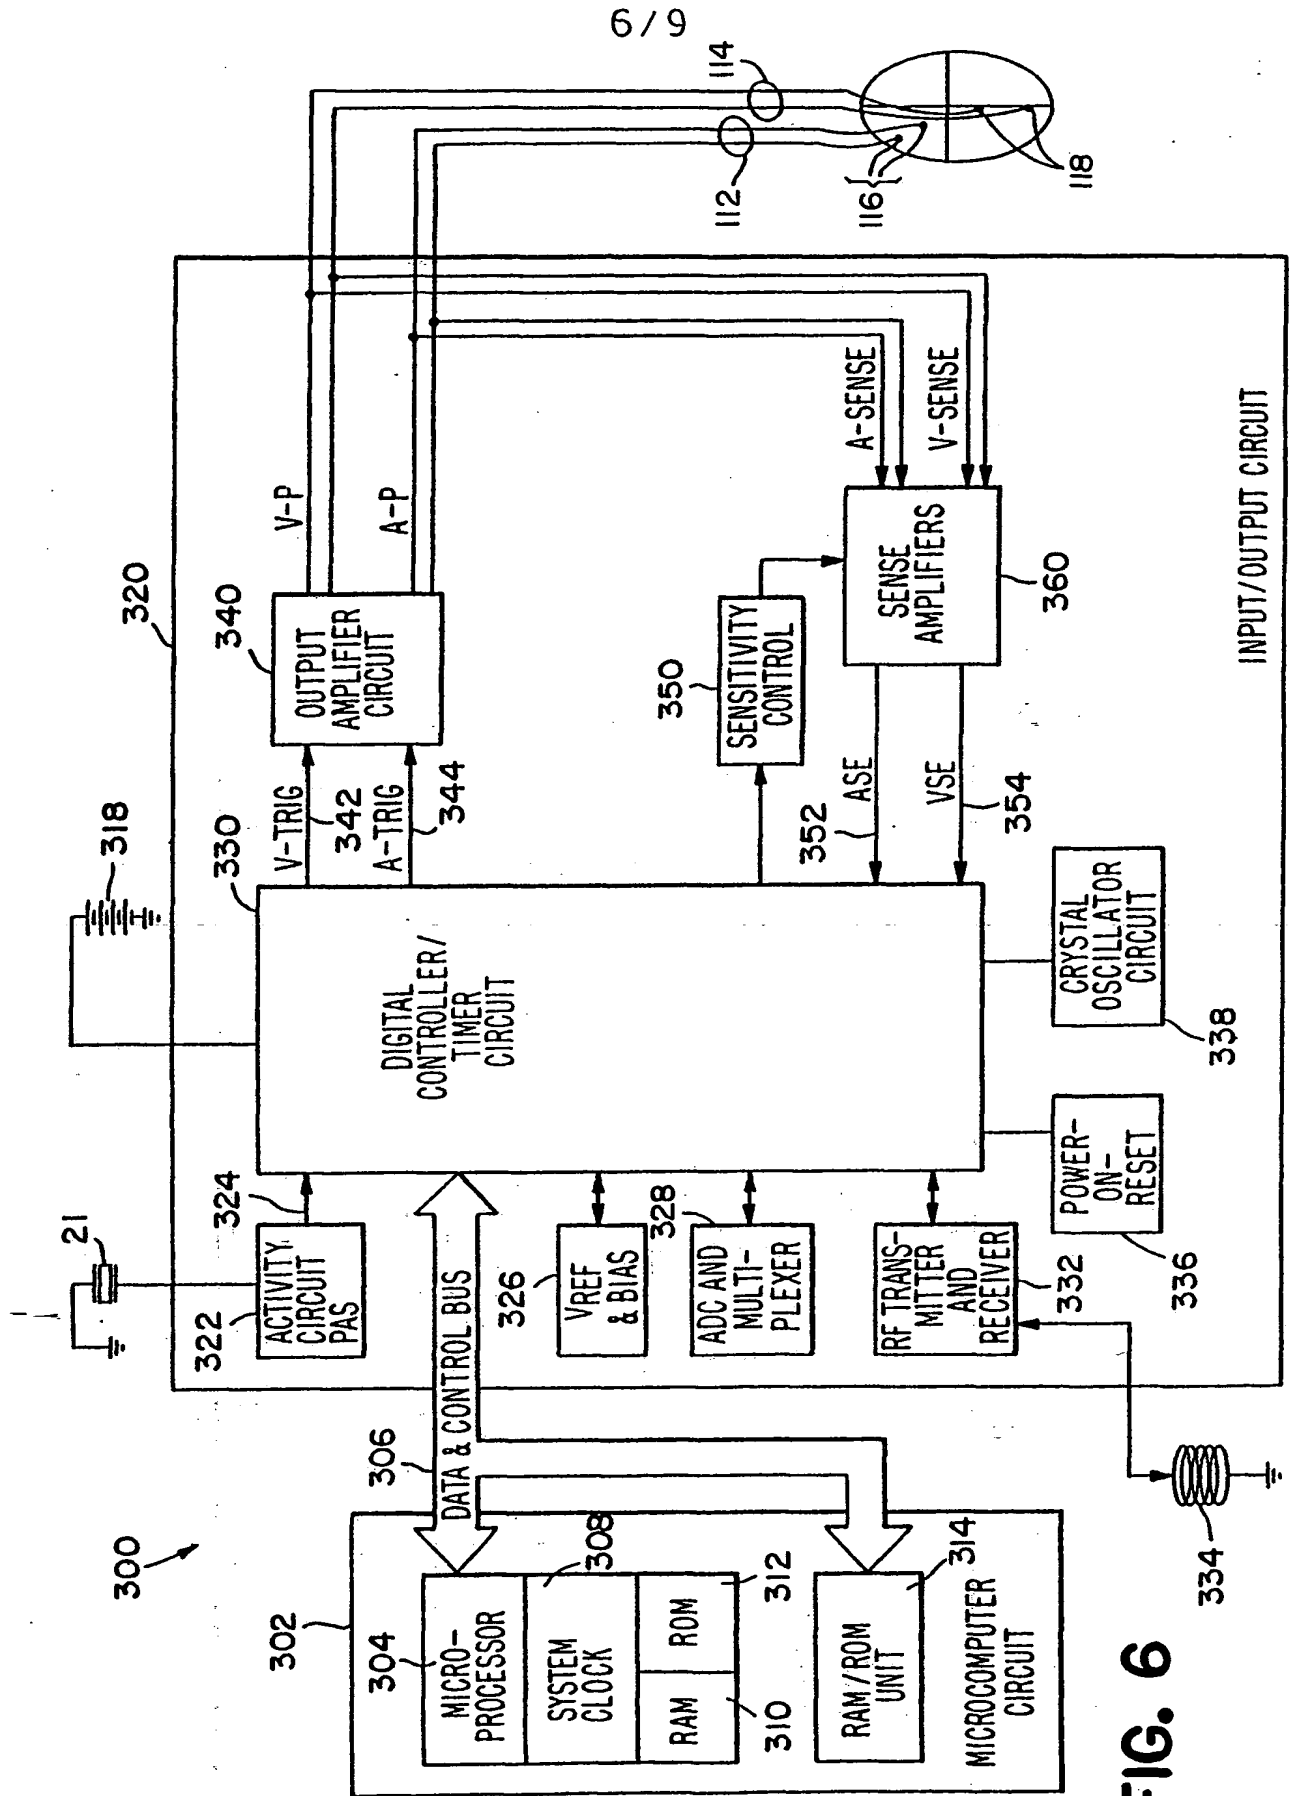 6/9
300
302
304
MICRO-
PROCESSOR
308
SYSTEM
CLOCK
RAM
ROM
310
312
314
RAM/ROM
UNIT
MICROCOMPUTER
CIRCUIT
306
DATA & CONTROL BUS
334
320
318
21
322
ACTIVITY
CIRCUIT
PAS
324
326
VREF
& BIAS
328
ADC AND
MULTI-
PLEXER
RF TRANS-
MITTER
AND
RECEIVER
332
POWER-
ON-
RESET
336
CRYSTAL
OSCILLATOR
CIRCUIT
338
330
DIGITAL
CONTROLLER/
TIMER
CIRCUIT
V-TRIG
342
A-TRIG
344
340
OUTPUT
AMPLIFIER
CIRCUIT
V-P
A-P
350
SENSITIVITY
CONTROL
352
ASE
VSE
354
SENSE
AMPLIFIERS
360
A-SENSE
V-SENSE
INPUT/OUTPUT CIRCUIT
112
114
116
118
FIG. 6